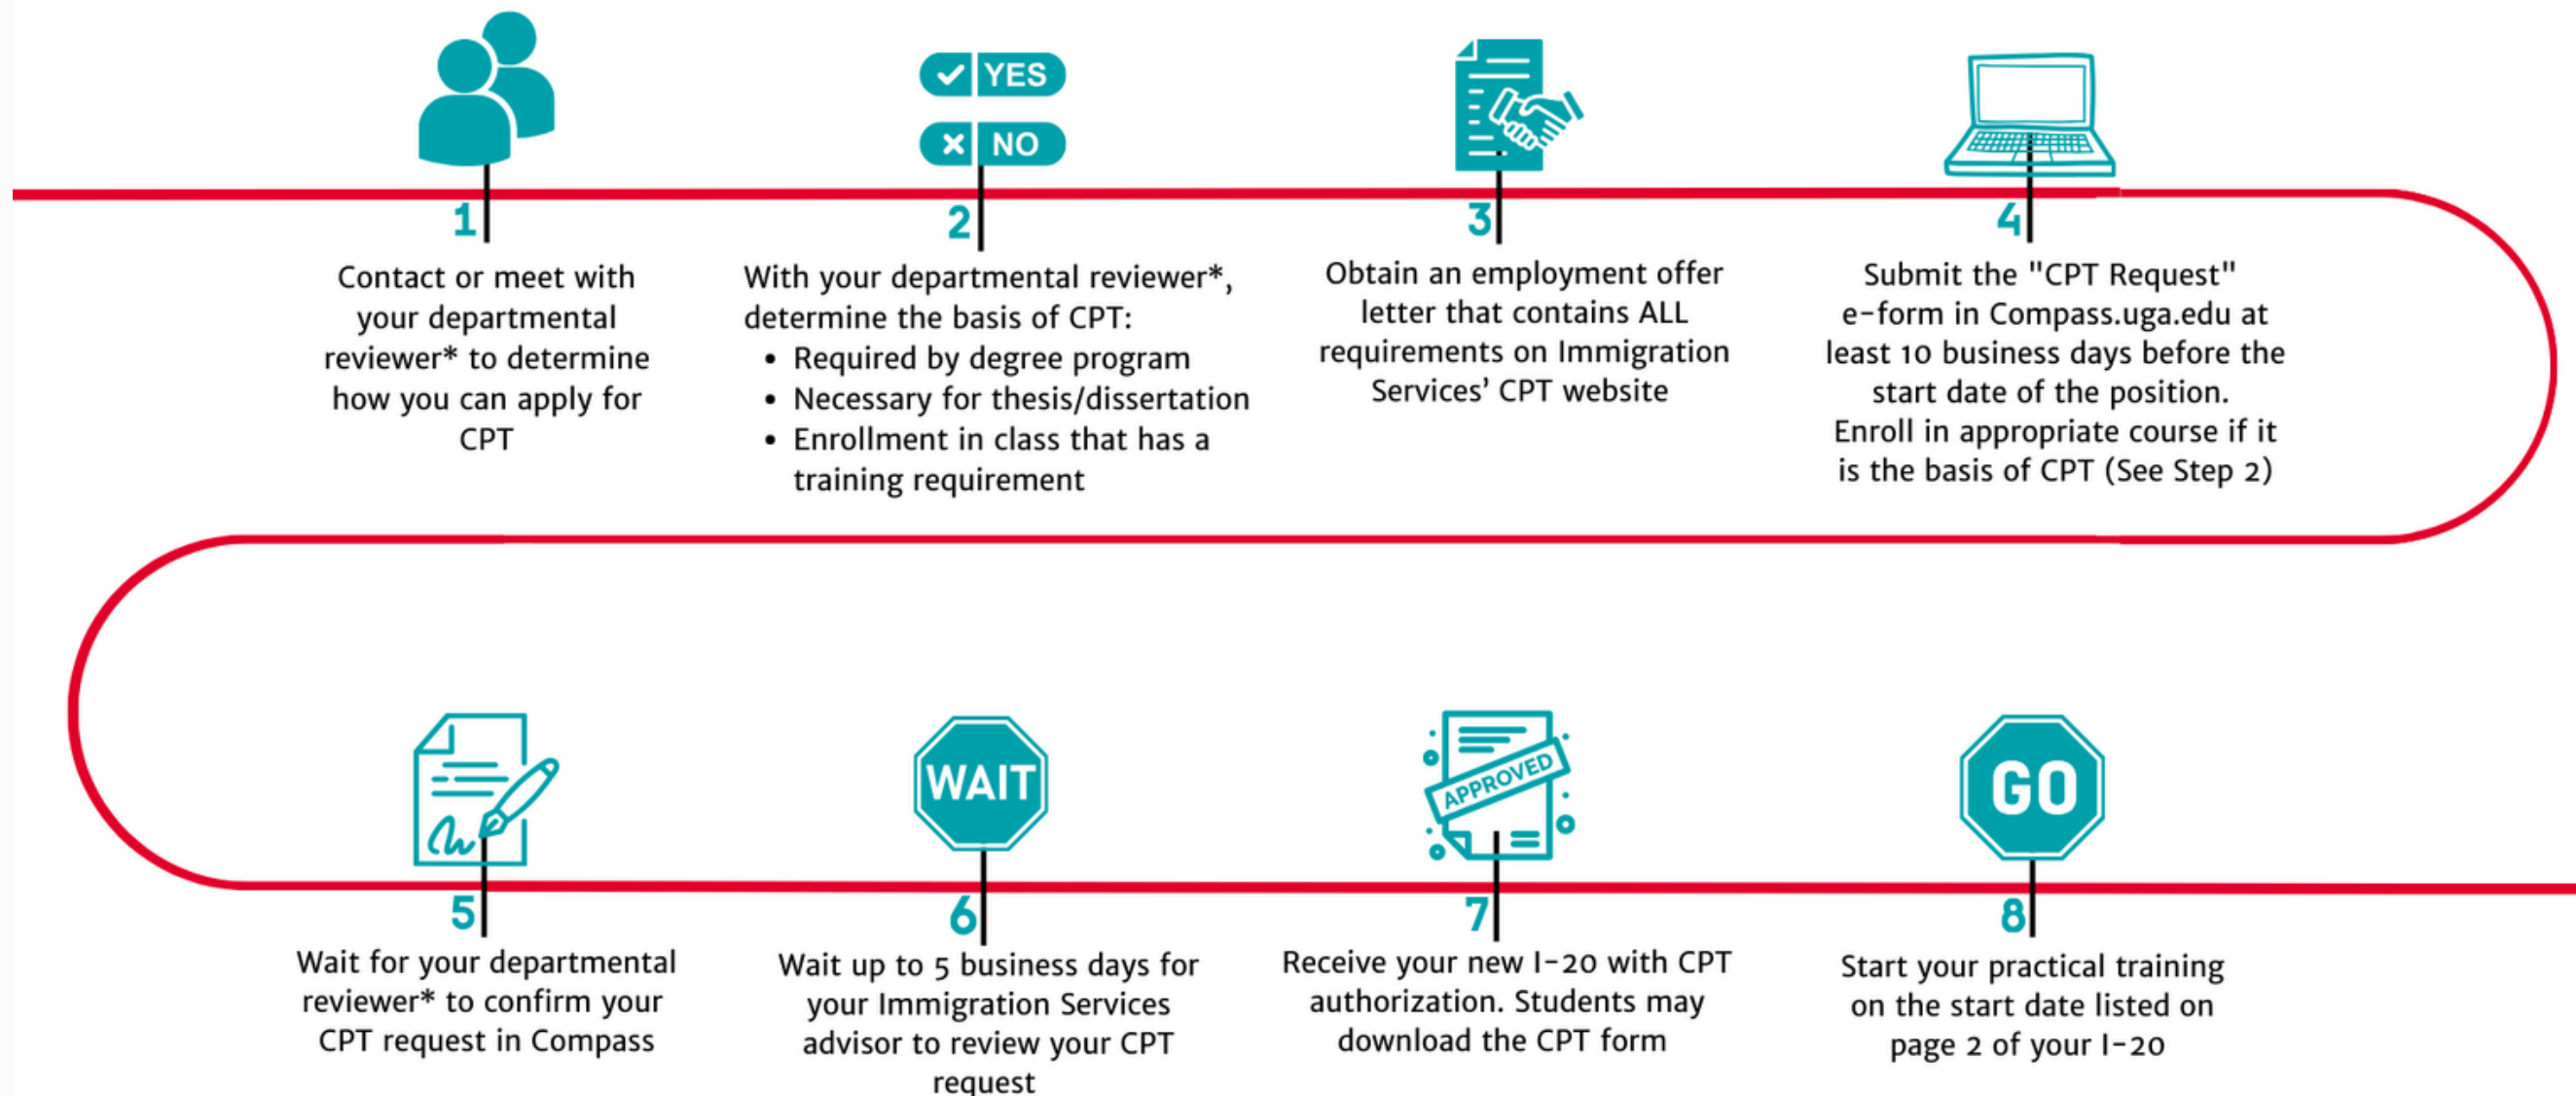 YES
NO
1
Contact or meet with
your departmental
reviewer* to determine
how you can apply for
CPT
2
With your departmental reviewer*,
determine the basis of CPT:
• Required by degree program
• Necessary for thesis/dissertation
• Enrollment in class that has a
training requirement
3
Obtain an employment offer
letter that contains ALL
requirements on Immigration
Services’ CPT website
4
Submit the "CPT Request"
e-form in Compass.uga.edu at
least 10 business days before the
start date of the position.
Enroll in appropriate course if it
is the basis of CPT (See Step 2)
5
Wait for your departmental
reviewer* to confirm your
CPT request in Compass
WAIT
6
Wait up to 5 business days for
your Immigration Services
advisor to review your CPT
request
APPROVED
7
Receive your new I-20 with CPT
authorization. Students may
download the CPT form
GO
8
Start your practical training
on the start date listed on
page 2 of your I-20